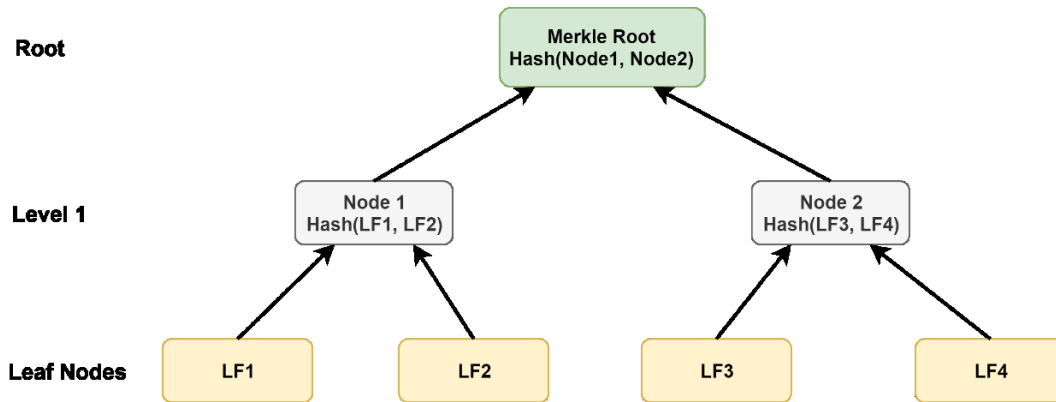 Root
Merkle Root
Hash(Node1, Node2)
Level 1
Node 1
Hash(LF1, LF2)
Node 2
Hash(LF3, LF4)
Leaf Nodes
LF1
LF2
LF3
LF4